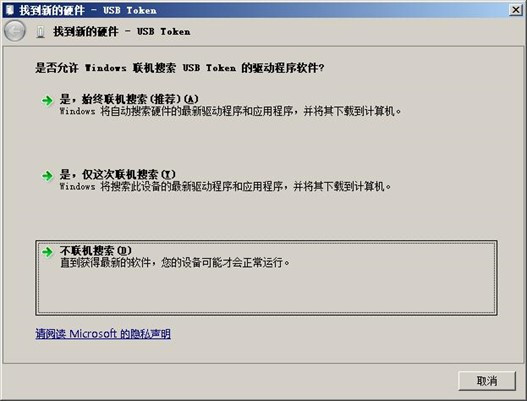 找到新的硬件 - USB Token
找到新的硬件 - USB Token
是否允许 Windows 联机搜索 USB Token 的驱动程序软件?
是，始终联机搜索(推荐)(A)
Windows 将自动搜索硬件的最新驱动程序和应用程序，并将其下载到计算机。
是，仅这次联机搜索(Y)
Windows 将搜索此设备的最新驱动程序和应用程序，并将其下载到计算机。
不联机搜索(D)
直到获得最新的软件，您的设备可能才会正常运行。
请阅读 Microsoft 的隐私声明
取消